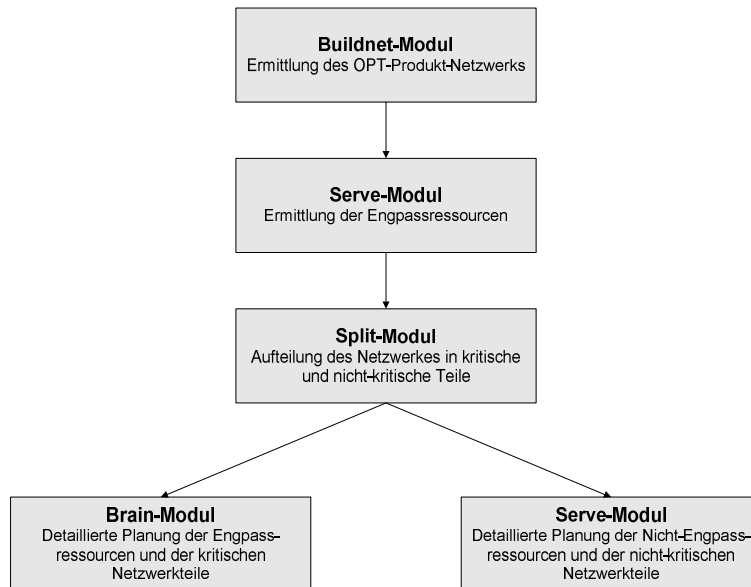 Buildnet-Modul
Ermittlung des OPT-Produkt-Netzwerks
Serve-Modul
Ermittlung der Engpassressourcen
Split-Modul
Aufteilung des Netzwerkes in kritische
und nicht-kritische Teile
Brain-Modul
Detaillierte Planung der Engpass-
ressourcen und der kritischen
Netzwerkteile
Serve-Modul
Detaillierte Planung der Nicht-Engpass-
ressourcen und der nicht-kritischen
Netzwerkteile